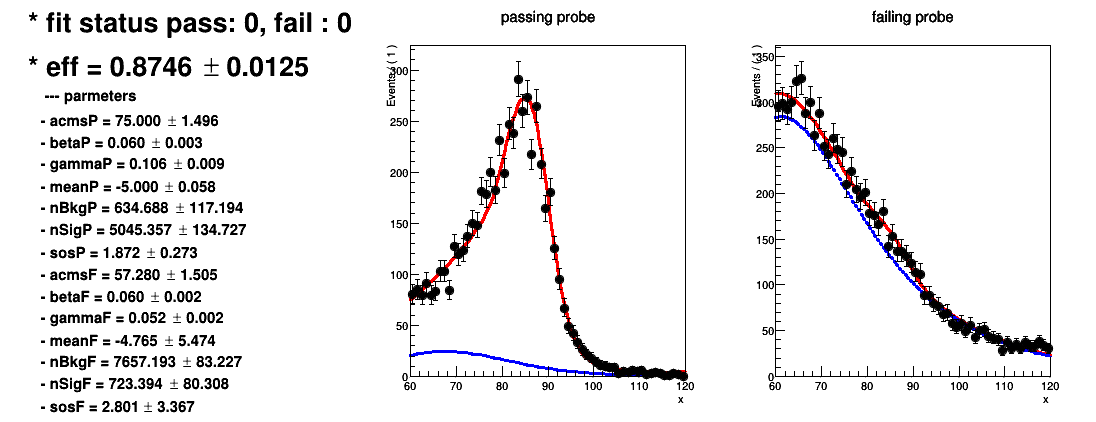 * fit status pass: 0, fail : 0
* eff = 0.8746 ± 0.0125
--- parmeters
- acmsP = 75.000 ± 1.496
- betaP = 0.060 ± 0.003
- gammaP = 0.106 ± 0.009
- meanP = -5.000 ± 0.058
- nBkgP = 634.688 ± 117.194
- nSigP = 5045.357 ± 134.727
- sosP = 1.872 ± 0.273
- acmsF = 57.280 ± 1.505
- betaF = 0.060 ± 0.002
- gammaF = 0.052 ± 0.002
- meanF = -4.765 ± 5.474
- nBkgF = 7657.193 ± 83.227
- nSigF = 723.394 ± 80.308
- sosF = 2.801 ± 3.367
passing probe
Events / ( 1 )
300
250
200
150
100
50
0
60 70 80 90 100 110 120
x
failing probe
Events / ( 1 )
350
300
250
200
150
100
50
0
60 70 80 90 100 110 120
x